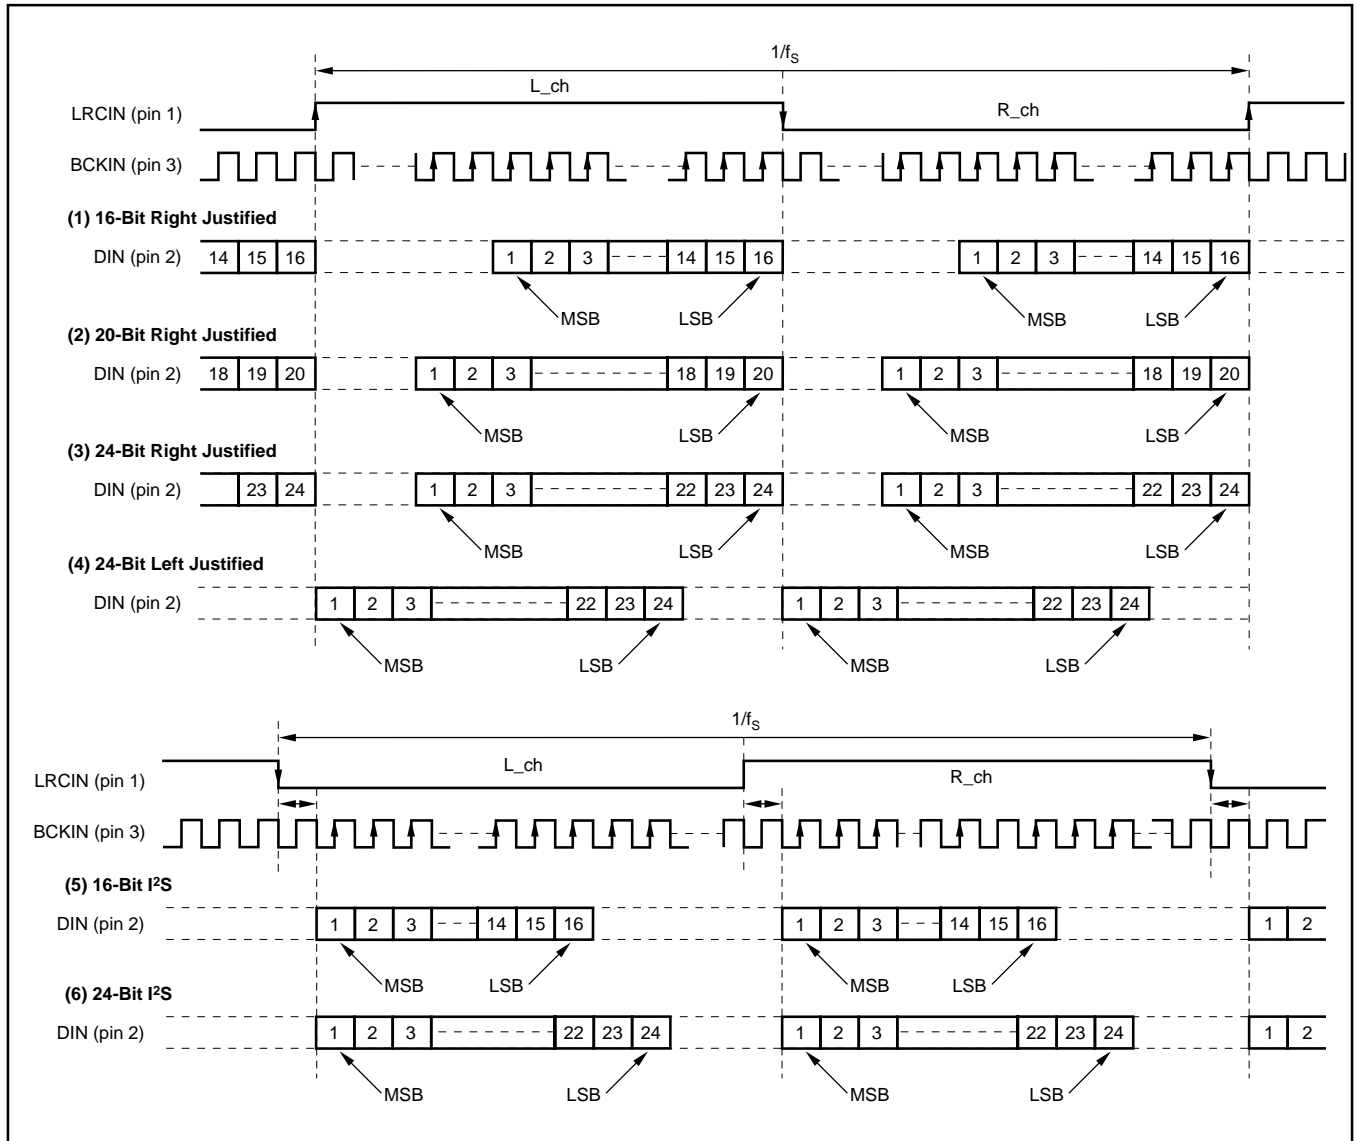 1/fS
L_ch
R_ch
LRCIN (pin 1)
BCKIN (pin 3)
(1) 16-Bit Right Justified
DIN (pin 2) 14 15 16 1 2 3 14 15 16 1 2 3 14 15 16
MSB LSB MSB LSB
(2) 20-Bit Right Justified
DIN (pin 2) 18 19 20 1 2 3 18 19 20 1 2 3 18 19 20
MSB LSB MSB LSB
(3) 24-Bit Right Justified
DIN (pin 2) 23 24 1 2 3 22 23 24 1 2 3 22 23 24
MSB LSB MSB LSB
(4) 24-Bit Left Justified
DIN (pin 2) 1 2 3 22 23 24 1 2 3 22 23 24
MSB LSB MSB LSB
1/fS
L_ch
R_ch
LRCIN (pin 1)
BCKIN (pin 3)
(5) 16-Bit I²S
DIN (pin 2) 1 2 3 14 15 16 1 2 3 14 15 16 1 2
MSB LSB MSB LSB
(6) 24-Bit I²S
DIN (pin 2) 1 2 3 22 23 24 1 2 3 22 23 24 1 2
MSB LSB MSB LSB